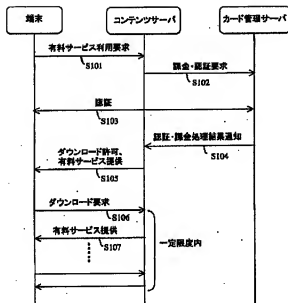 端末
コンテンツサーバ
カード管理サーバ
有料サービス利用要求
S101
課金・認証要求
S102
認証
S103
認証・課金処理結果通知
S104
ダウンロード許可、
有料サービス提供
S105
ダウンロード要求
S106
有料サービス提供
S107
一定限度内